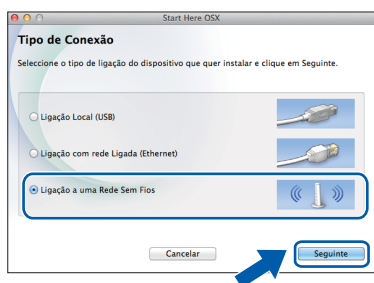 Start Here OSX
Tipo de Conexão
Seleccione o tipo de ligação do dispositivo que quer instalar e clique em Seguinte.
Ligação Local (USB)
Ligação com rede Ligada (Ethernet)
Ligação a uma Rede Sem Fios
Cancelar
Seguinte